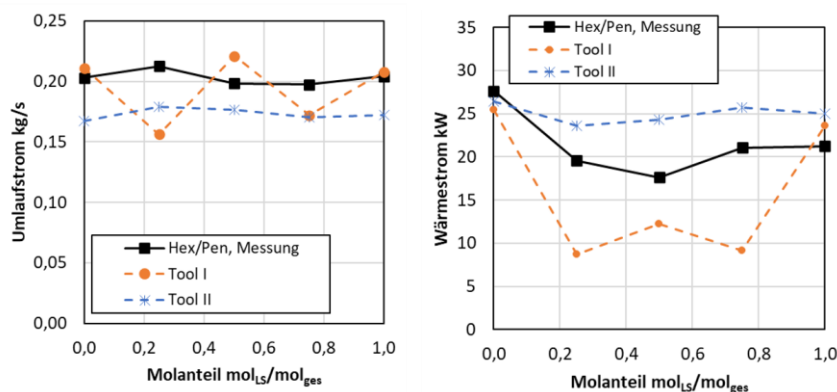 0,25
0,20
0,15
0,10
0,05
0,00
Umlaufstrom kg/s
Hex/Pen, Messung
Tool I
Tool II
0,0 0,2 0,4 0,6 0,8 1,0
Molanteil mol_LS/mol_ges
35
30
25
20
15
10
5
0
Wärmestrom kW
Hex/Pen, Messung
Tool I
Tool II
0,0 0,2 0,4 0,6 0,8 1,0
Molanteil mol_LS/mol_ges